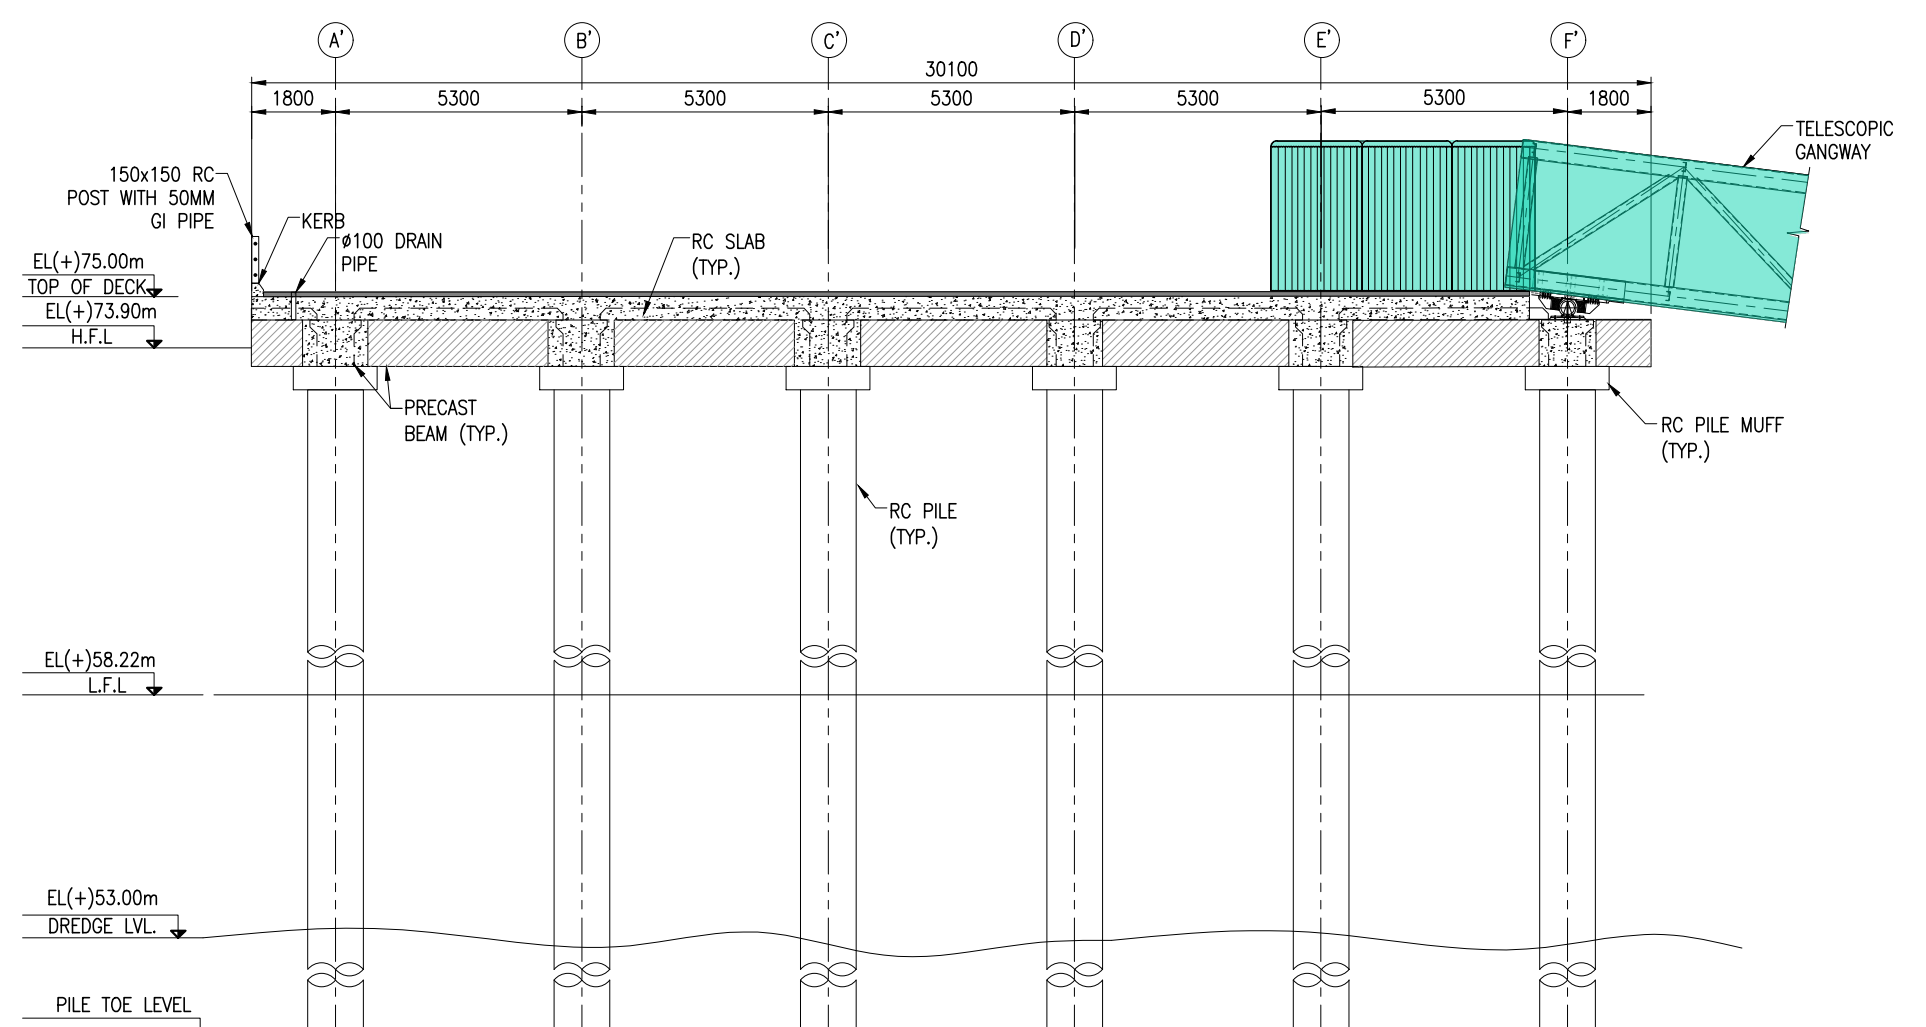 A' B' C' D' E' F'
30100
1800 5300 5300 5300 5300 5300 1800
TELESCOPIC
GANGWAY
150x150 RC
POST WITH 50MM
GI PIPE
KERB
ø100 DRAIN
PIPE
RC SLAB
(TYP.)
EL(+)75.00m
TOP OF DECK
EL(+)73.90m
H.F.L
PRECAST
BEAM (TYP.)
RC PILE MUFF
(TYP.)
RC PILE
(TYP.)
EL(+)58.22m
L.F.L
EL(+)53.00m
DREDGE LVL.
PILE TOE LEVEL